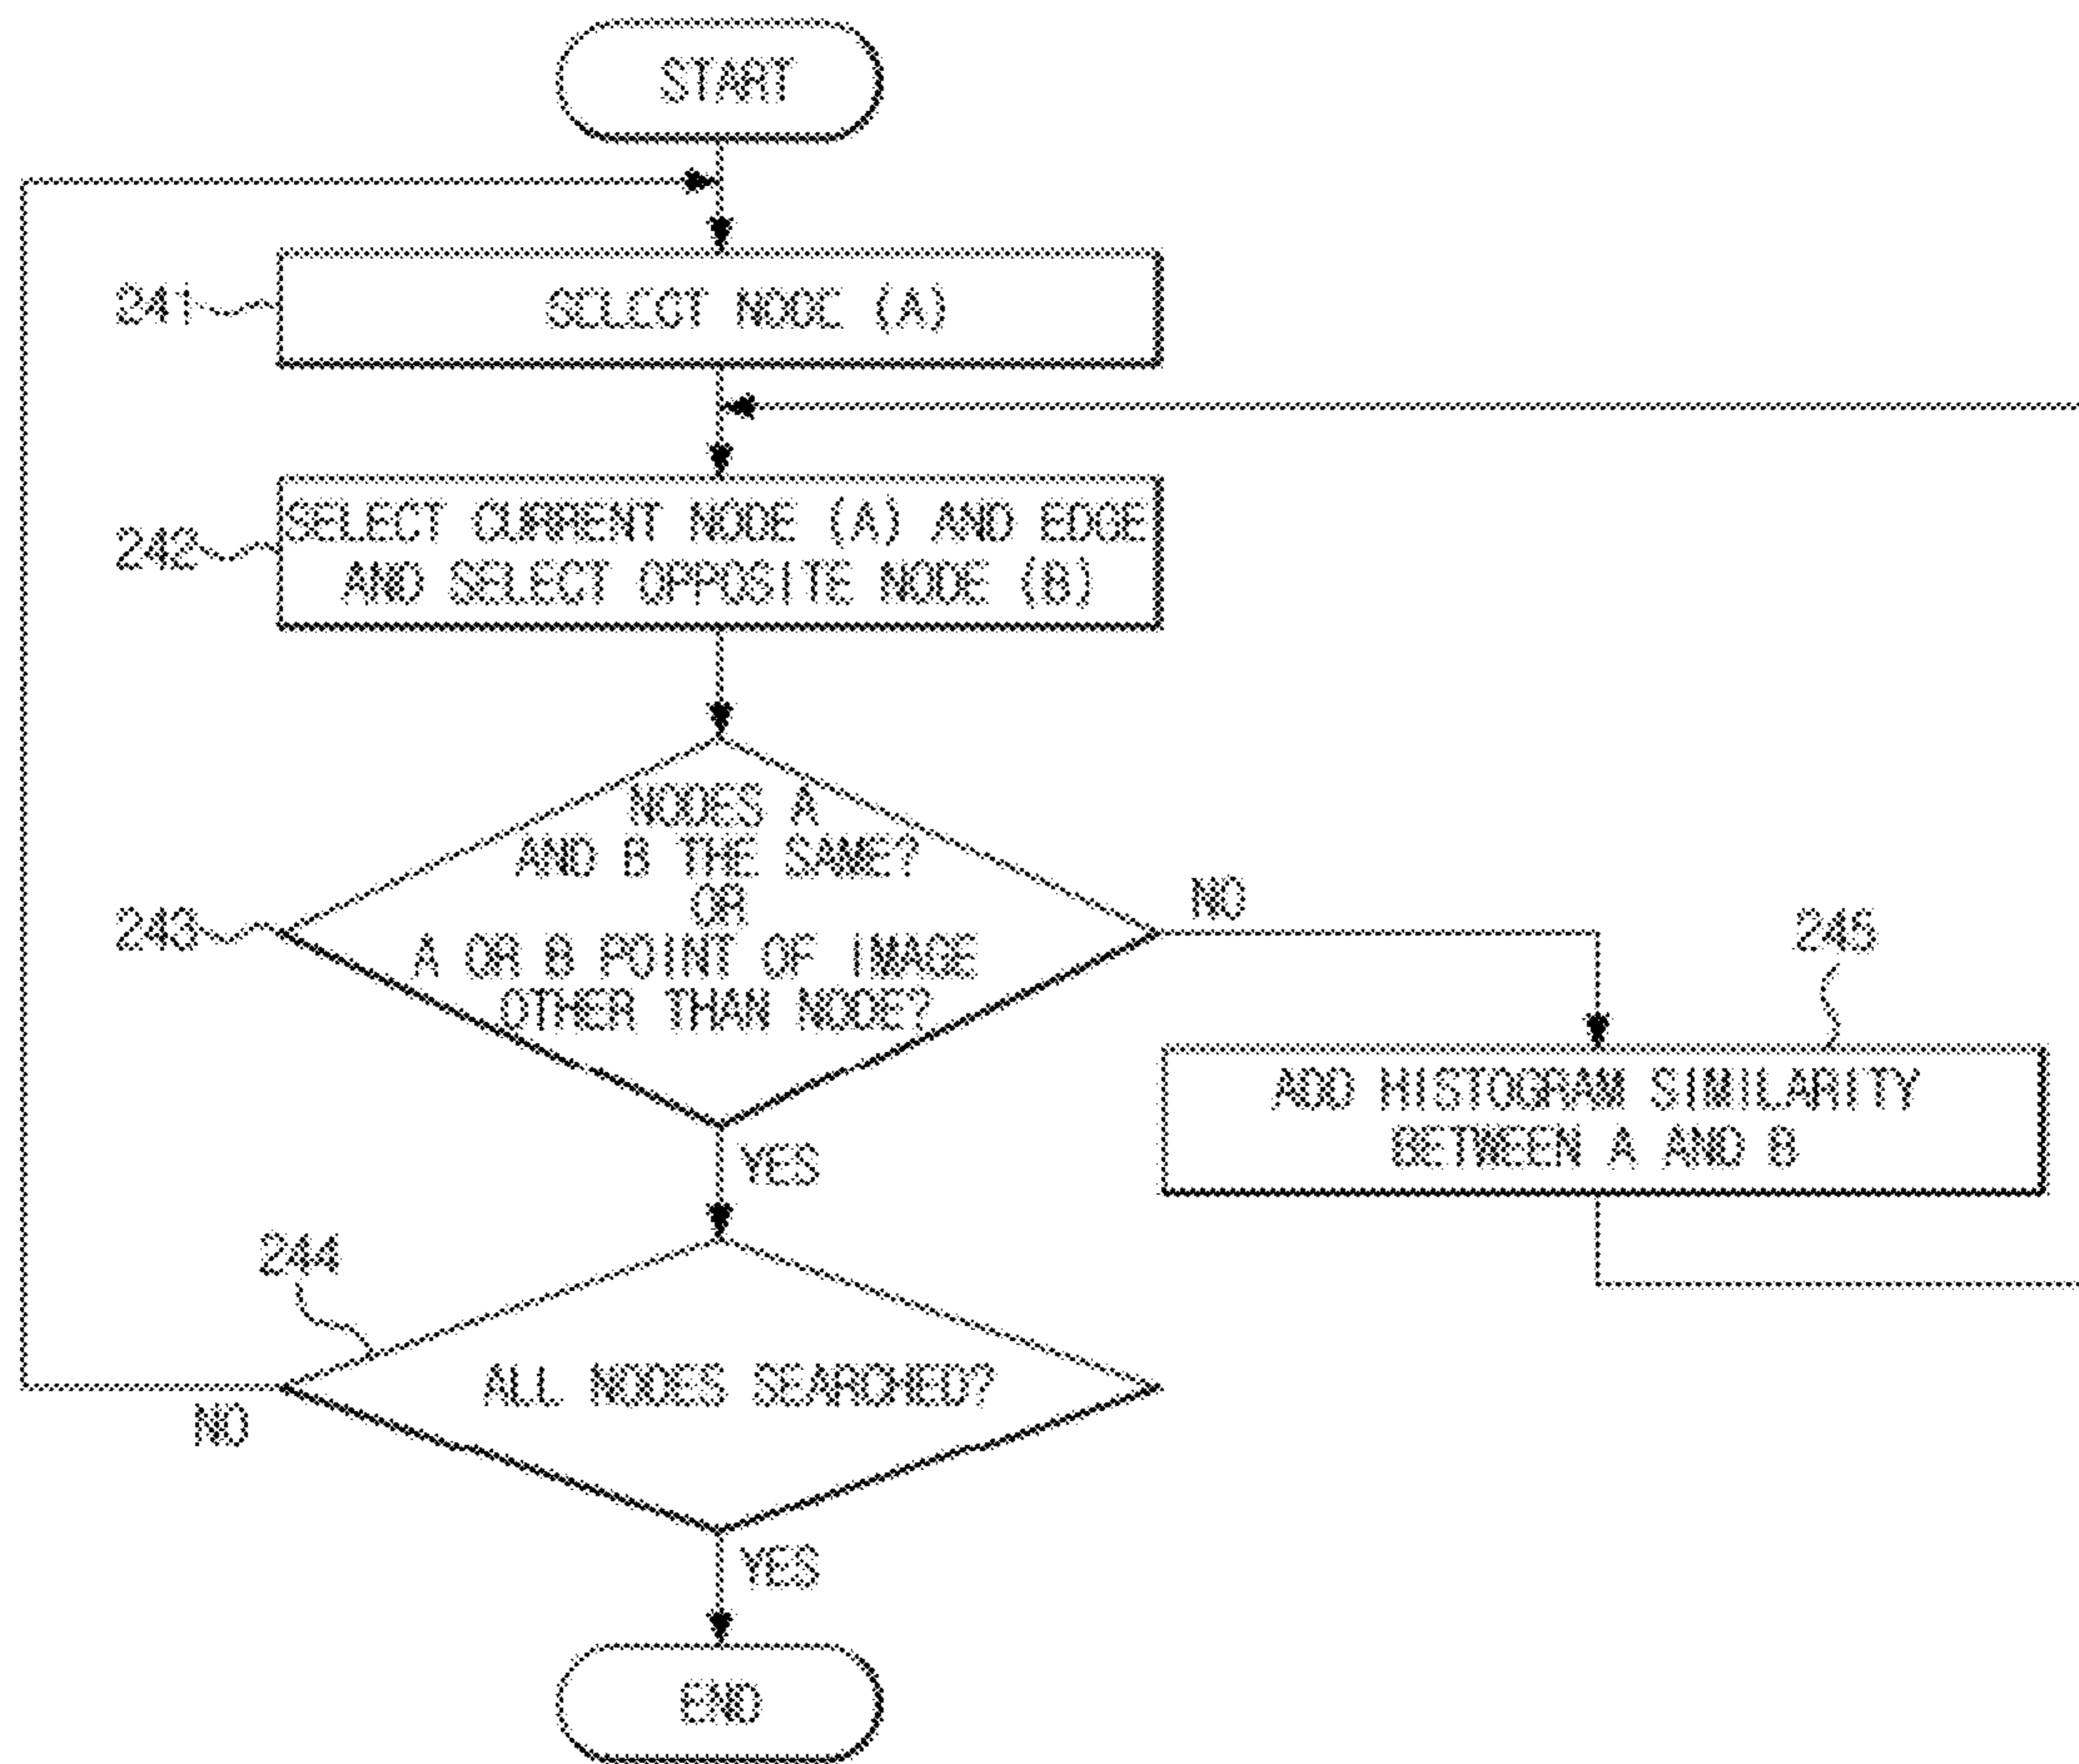 START
241
SELECT NODE (A)
242
SELECT CURRENT NODE (A) AND EDGE
AND SELECT OPPOSITE NODE (B)
243
NODES A
AND B THE SAME?
OR
A OR B POINT OF IMAGE
OTHER THAN NODE?
NO
245
ADD HISTOGRAM SIMILARITY
BETWEEN A AND B
YES
244
ALL NODES SEARCHED?
NO
YES
END